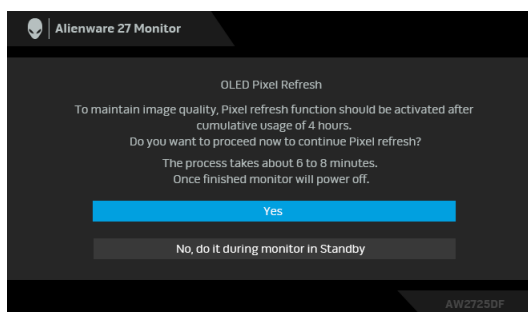 Alienware 27 Monitor
OLED Pixel Refresh
To maintain image quality, Pixel refresh function should be activated after
cumulative usage of 4 hours.
Do you want to proceed now to continue Pixel refresh?
The process takes about 6 to 8 minutes.
Once finished monitor will power off.
Yes
No, do it during monitor in Standby
AW2725DF